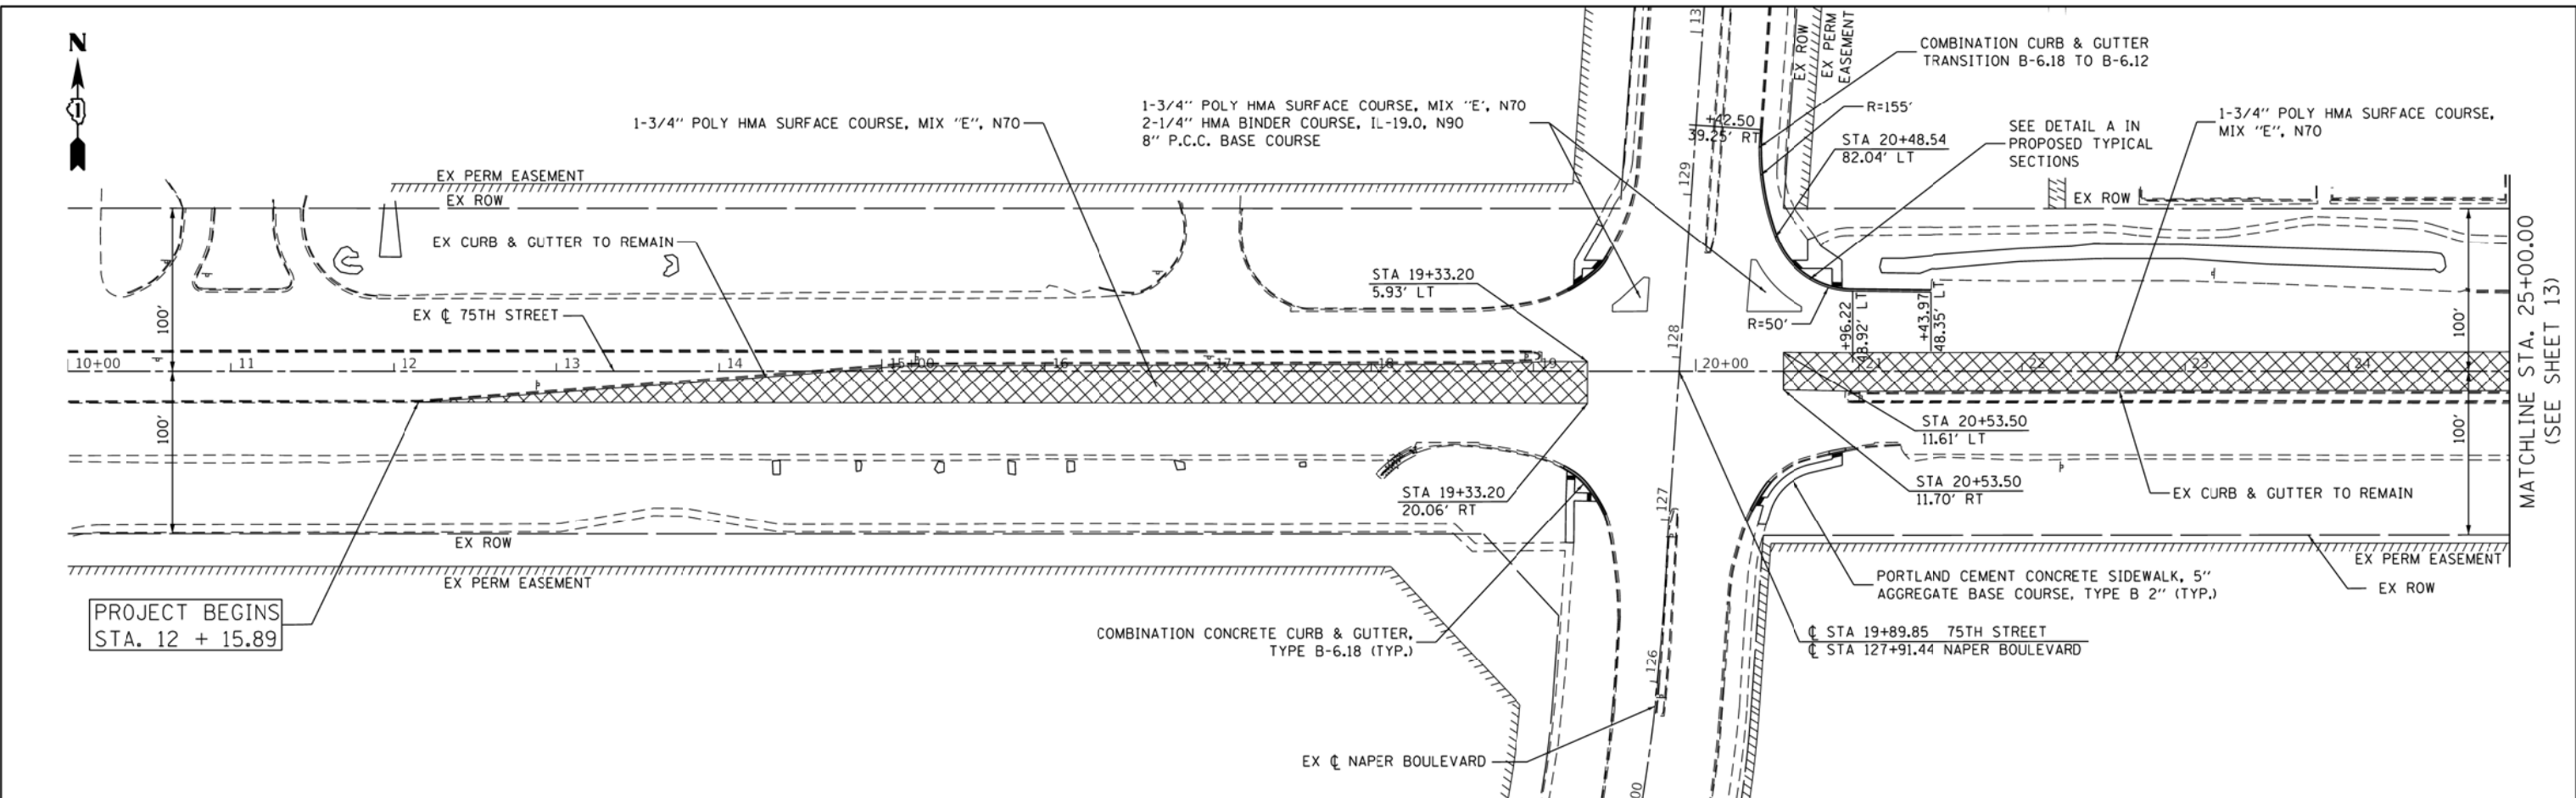 N
1-3/4" POLY HMA SURFACE COURSE, MIX "E", N70
1-3/4" POLY HMA SURFACE COURSE, MIX "E', N70
2-1/4" HMA BINDER COURSE, IL-19.0, N90
8" P.C.C. BASE COURSE
EX ROW
EX PERM
EASEMENT
COMBINATION CURB & GUTTER
TRANSITION B-6.18 TO B-6.12
R=155'
STA 20+48.54
82.04' LT
SEE DETAIL A IN
PROPOSED TYPICAL
SECTIONS
1-3/4" POLY HMA SURFACE COURSE,
MIX "E", N70
13
+42.50
39.25' RT
129
EX PERM EASEMENT
EX ROW
EX ROW
EX CURB & GUTTER TO REMAIN
STA 19+33.20
5.93' LT
EX ℄ 75TH STREET
100'
100'
R=50'
128
+96.22
48.92' LT
+43.97
48.35' LT
100'
100'
10+00
11
12
13
14
15+00
16
17
18
19
20+00
21
22
23
24
MATCHLINE STA. 25+00.00
(SEE SHEET 13)
STA 20+53.50
11.61' LT
STA 20+53.50
11.70' RT
EX CURB & GUTTER TO REMAIN
STA 19+33.20
20.06' RT
127
EX ROW
EX PERM EASEMENT
EX PERM EASEMENT
EX ROW
PORTLAND CEMENT CONCRETE SIDEWALK, 5"
AGGREGATE BASE COURSE, TYPE B 2" (TYP.)
PROJECT BEGINS
STA. 12 + 15.89
COMBINATION CONCRETE CURB & GUTTER,
TYPE B-6.18 (TYP.)
℄ STA 19+89.85 75TH STREET
℄ STA 127+91.44 NAPER BOULEVARD
126
EX ℄ NAPER BOULEVARD
00